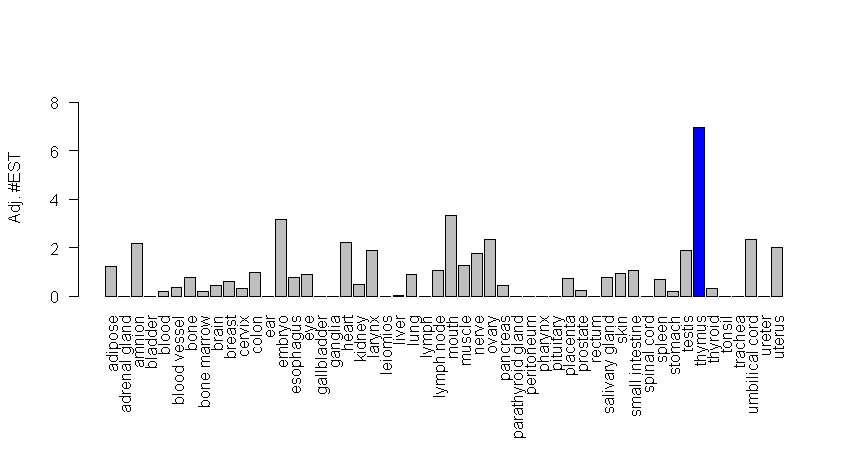 Adj. #EST
8
6
4
2
0
adipose
adrenal gland
amnion
bladder
blood
blood vessel
bone
bone marrow
brain
breast
cervix
colon
ear
embryo
esophagus
eye
gallbladder
ganglia
heart
kidney
larynx
leiomios
liver
lung
lymph
lymph node
mouth
muscle
nerve
ovary
pancreas
parathyroid gland
peritoneum
pharynx
pituitary
placenta
prostate
rectum
salivary gland
skin
small intestine
spinal cord
spleen
stomach
testis
thymus
thyroid
tonsil
trachea
umbilical cord
ureter
uterus